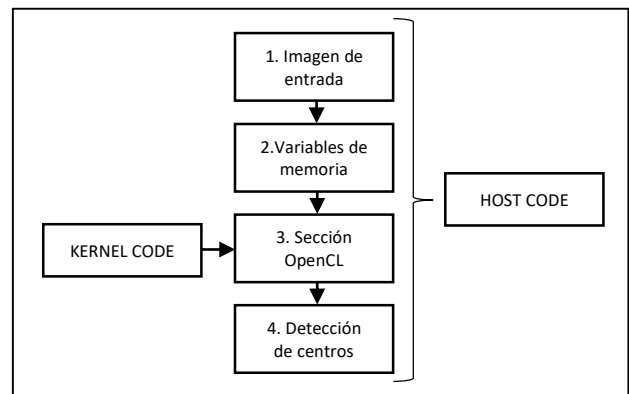 1. Imagen de
entrada
2.Variables de
memoria
HOST CODE
KERNEL CODE
3. Sección
OpenCL
4. Detección
de centros